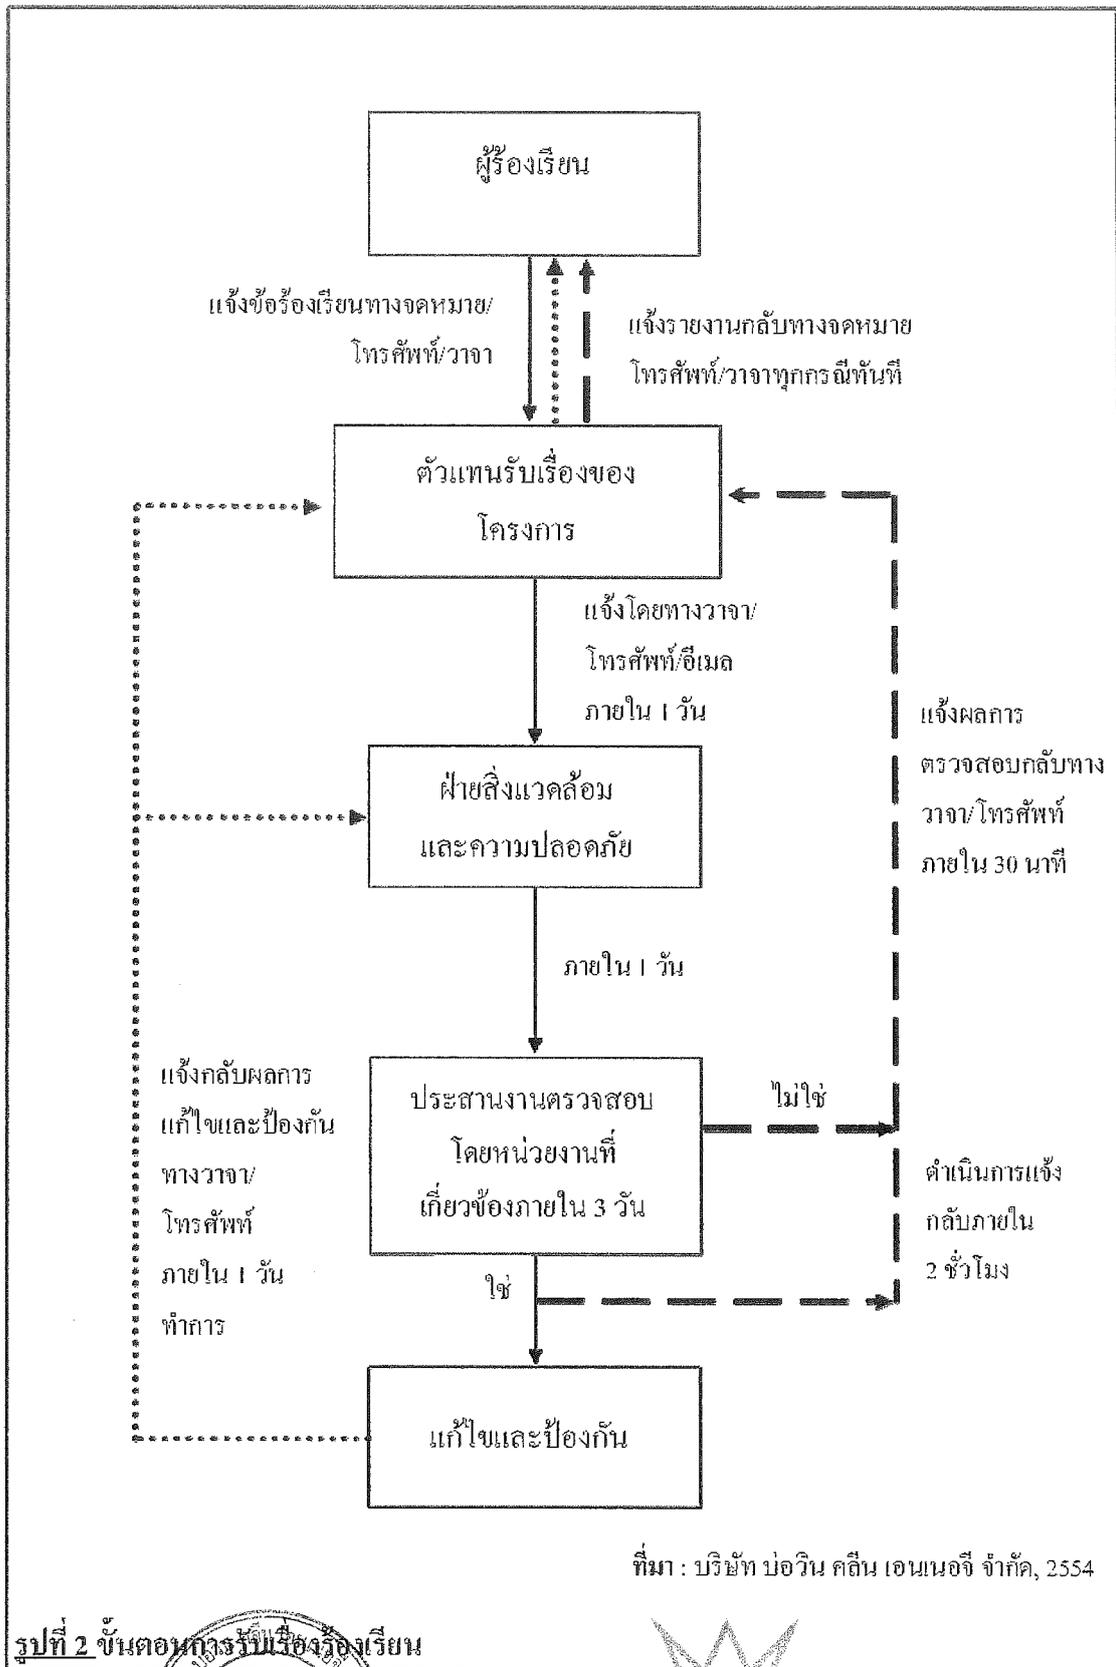 ผู้ร้องเรียน
แจ้งข้อร้องเรียนทางจดหมาย/
โทรศัพท์/วาจา
แจ้งรายงานกลับทางจดหมาย
โทรศัพท์/วาจาทุกกรณีทันที
ตัวแทนรับเรื่องของ
โครงการ
แจ้งโดยทางวาจา/
โทรศัพท์/อีเมล
ภายใน 1 วัน
แจ้งผลการ
ตรวจสอบกลับทาง
วาจา/โทรศัพท์
ภายใน 30 นาที
ฝ่ายสิ่งแวดล้อม
และความปลอดภัย
ภายใน 1 วัน
แจ้งกลับผลการ
แก้ไขและป้องกัน
ทางวาจา/
โทรศัพท์
ภายใน 1 วัน
ทำการ
ประสานงานตรวจสอบ
โดยหน่วยงานที่
เกี่ยวข้องภายใน 3 วัน
ไม่ใช่
ดำเนินการแจ้ง
กลับภายใน
2 ชั่วโมง
ใช่
แก้ไขและป้องกัน
ที่มา : บริษัท บ่อวิน คลีน เอนเนอจี จำกัด, 2554
รูปที่ 2 ขั้นตอนการรับเรื่องร้องเรียน